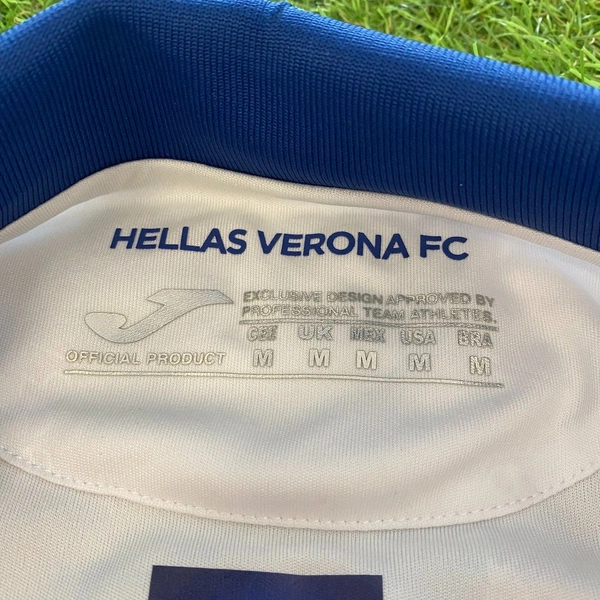 HELLAS VERONA FC
EXCLUSIVE DESIGN APPROVED BY
PROFESSIONAL TEAM ATHLETES.
OFFICIAL PRODUCT
CEE UK MEX USA BRA
M M M M M